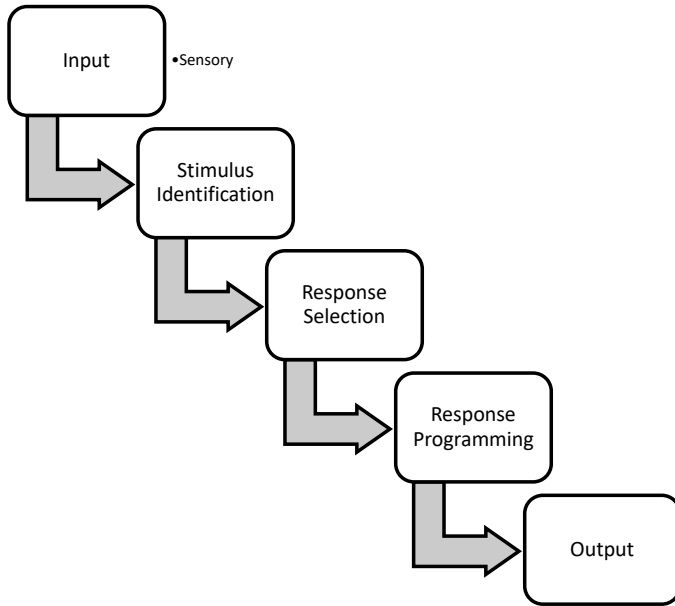 Input
•Sensory
Stimulus
Identification
Response
Selection
Response
Programming
Output